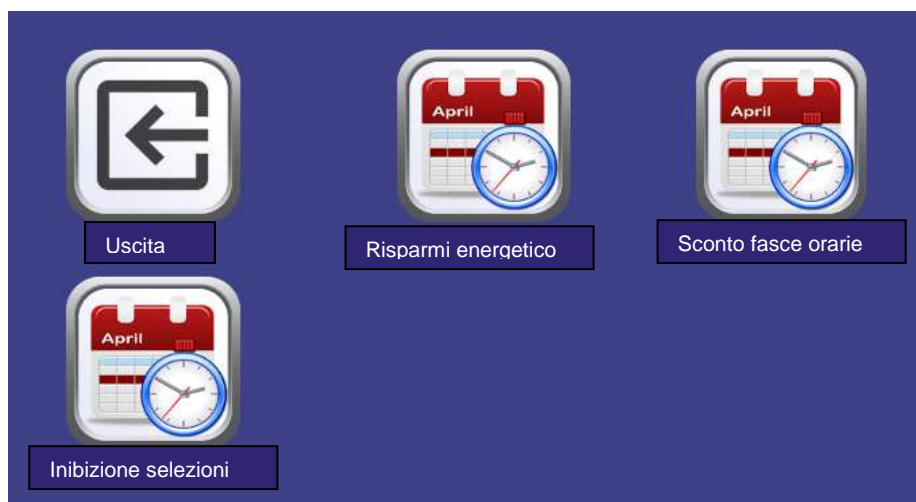 April
April
Uscita
Risparmi energetico
Sconto fasce orarie
April
Inibizione selezioni